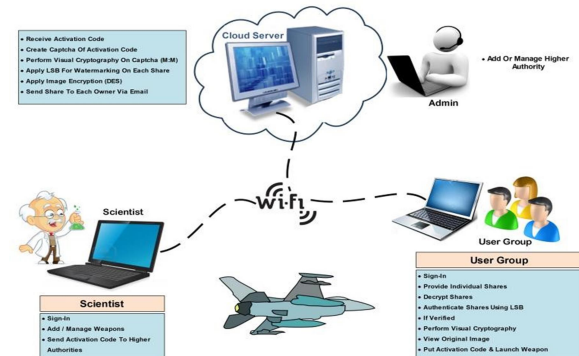 • Receive Activation Code
• Create Captcha Of Activation Code
• Perform Visual Cryptography On Captcha (M:M)
• Apply LSB For Watermarking On Each Share
• Apply Image Encryption (DES)
• Send Share To Each Owner Via Email
Cloud Server
• Add Or Manage Higher
Authority
Admin
Wi-Fi
Scientist
User Group
Scientist
• Sign-In
• Add / Manage Weapons
• Send Activation Code To Higher
Authorities
User Group
• Sign-In
• Provide Individual Shares
• Decrypt Shares
• Authenticate Shares Using LSB
• If Verified
• Perform Visual Cryptography
• View Original Image
• Put Activation Code & Launch Weapon